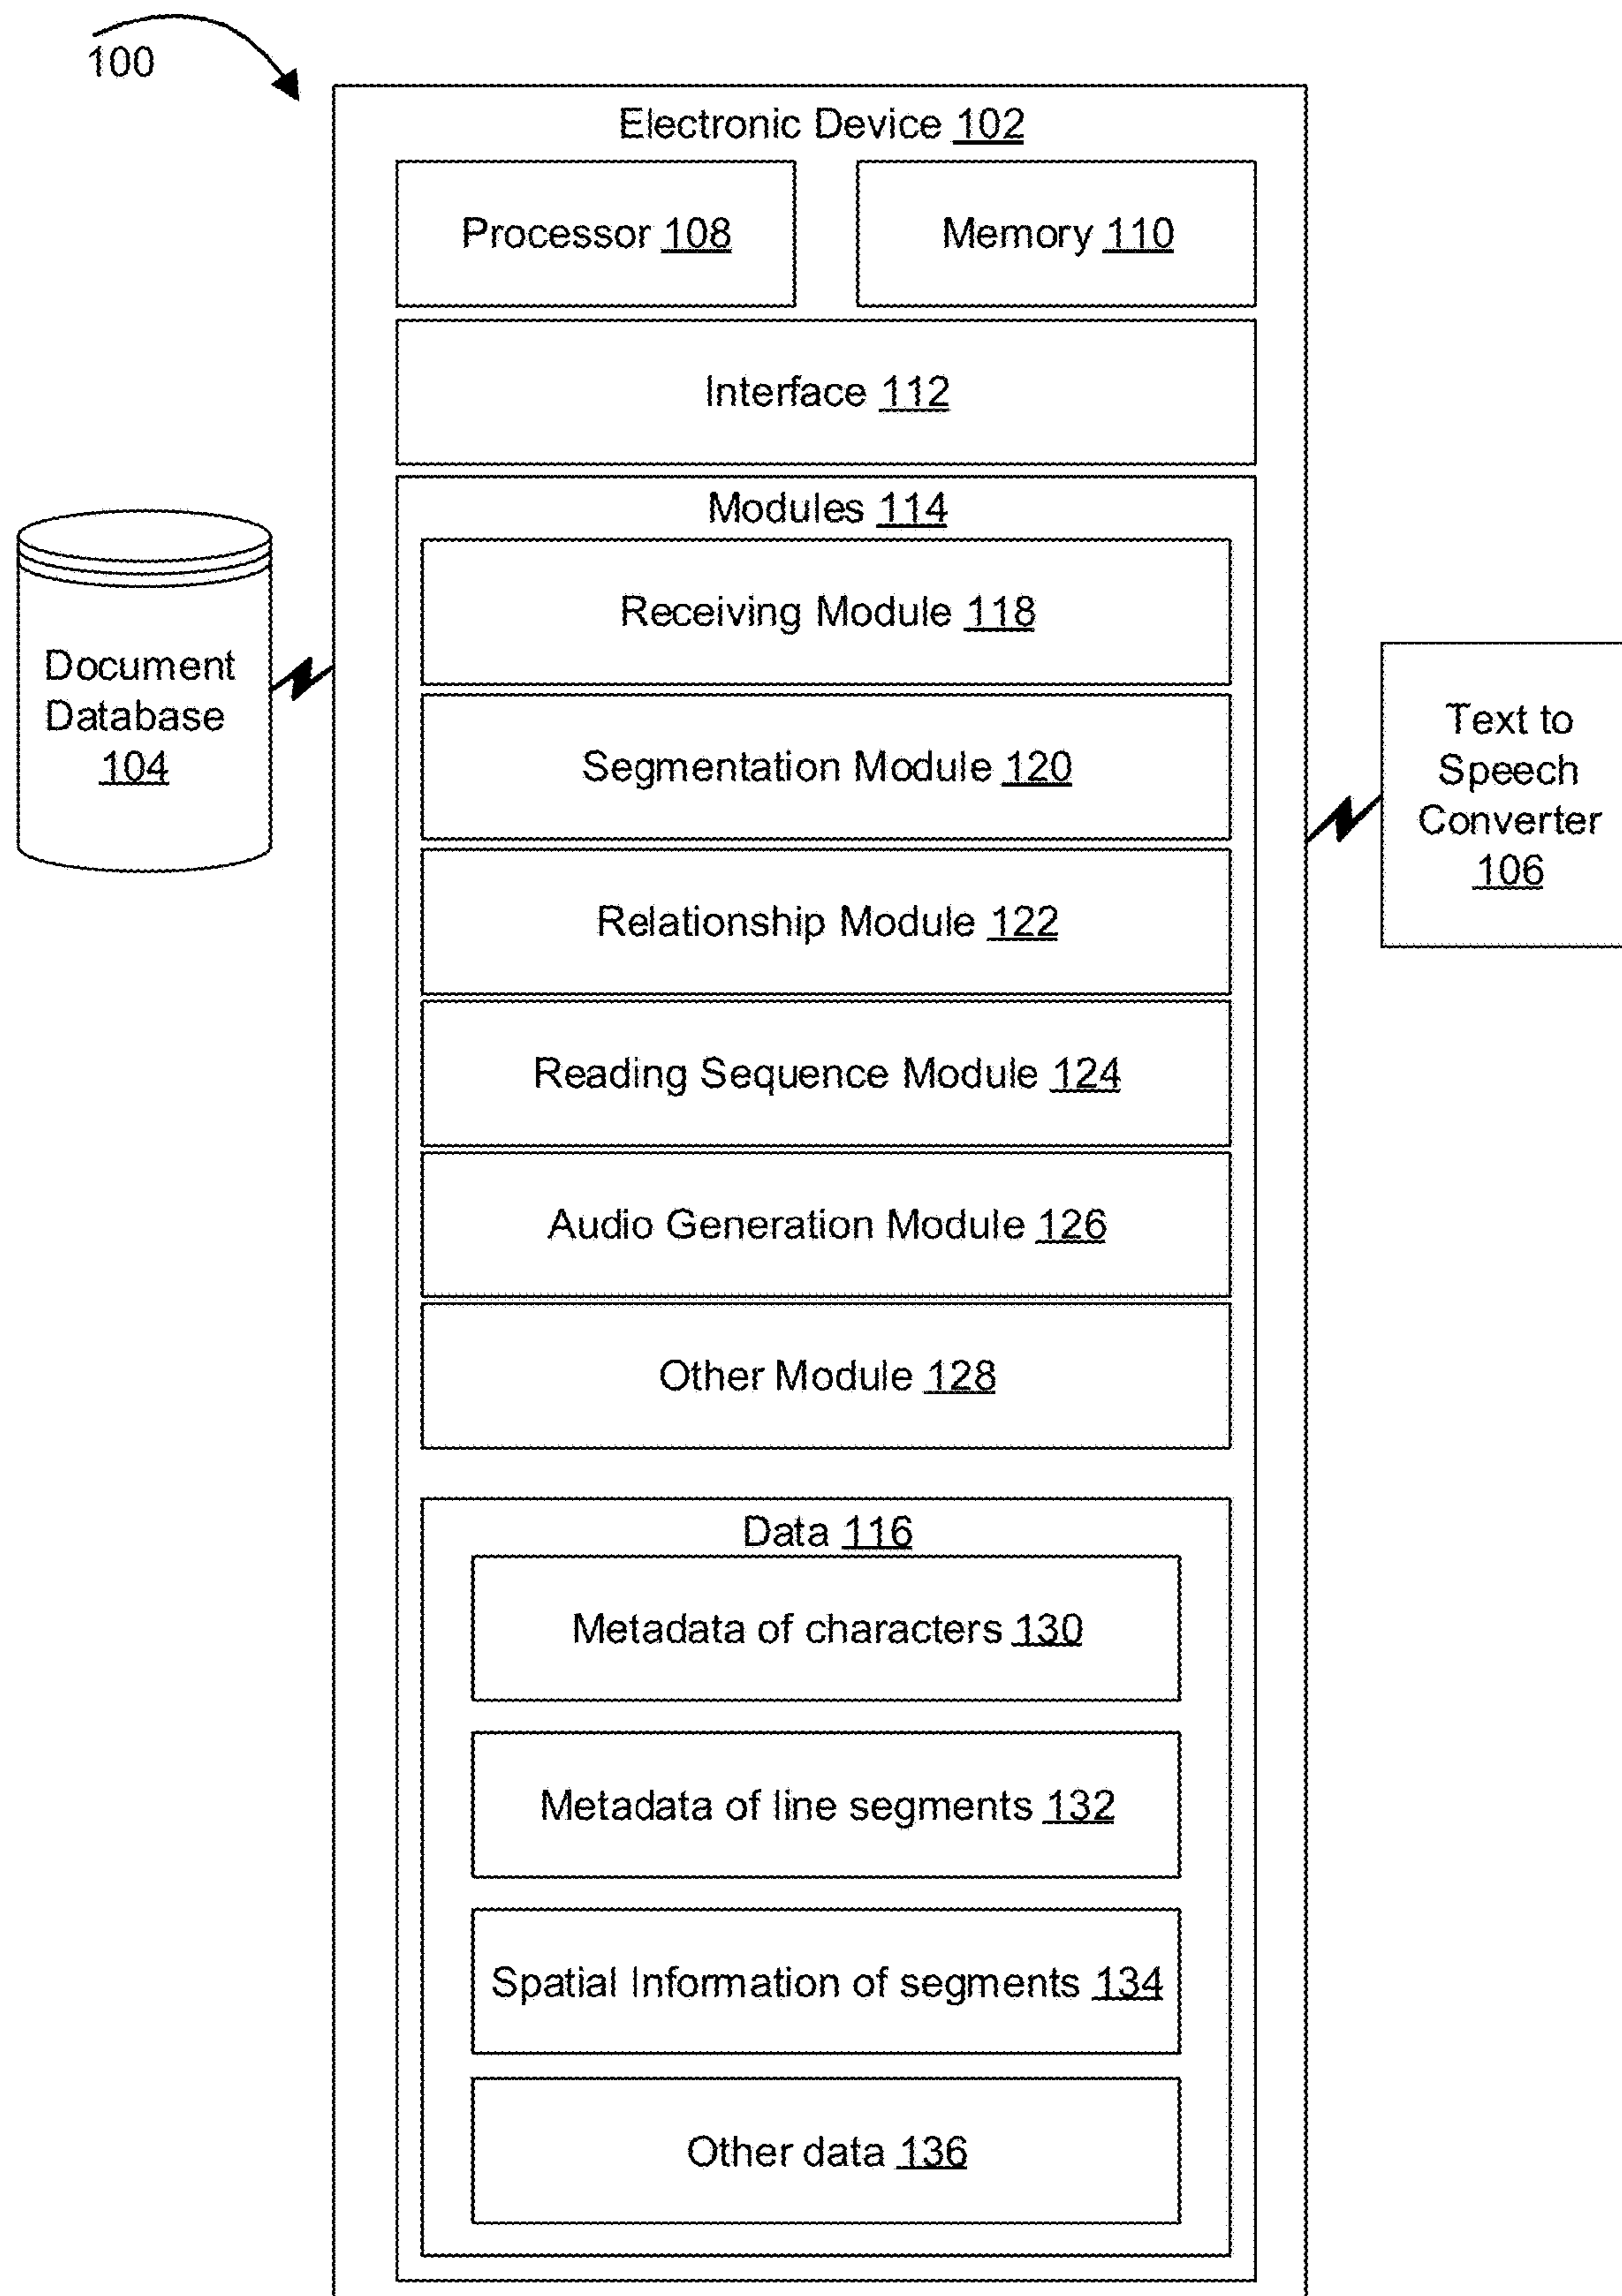 100
Electronic Device 102
Processor 108
Memory 110
Interface 112
Modules 114
Receiving Module 118
Segmentation Module 120
Relationship Module 122
Reading Sequence Module 124
Audio Generation Module 126
Other Module 128
Data 116
Metadata of characters 130
Metadata of line segments 132
Spatial Information of segments 134
Other data 136
Document
Database
104
Text to
Speech
Converter
106